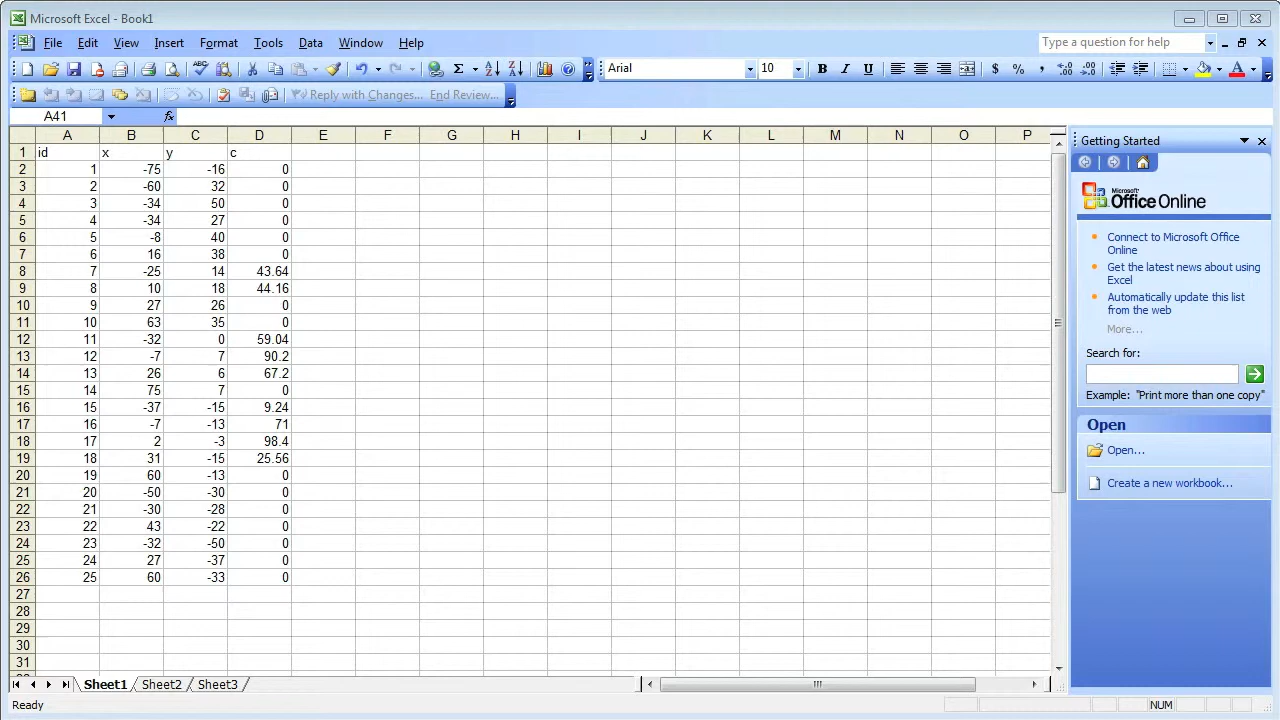 Microsoft Excel - Book1
File Edit View Insert Format Tools Data Window Help
Type a question for help
Arial 10 B I U $ % ,
Reply with Changes... End Review...
A41 fx
A B C D E F G H I J K L M N O P
1 id x y c
2 1 -75 -16 0
3 2 -60 32 0
4 3 -34 50 0
5 4 -34 27 0
6 5 -8 40 0
7 6 16 38 0
8 7 -25 14 43.64
9 8 10 18 44.16
10 9 27 26 0
11 10 63 35 0
12 11 -32 0 59.04
13 12 -7 7 90.2
14 13 26 6 67.2
15 14 75 7 0
16 15 -37 -15 9.24
17 16 -7 -13 71
18 17 2 -3 98.4
19 18 31 -15 25.56
20 19 60 -13 0
21 20 -50 -30 0
22 21 -30 -28 0
23 22 43 -22 0
24 23 -32 -50 0
25 24 27 -37 0
26 25 60 -33 0
27
28
29
30
31
Sheet1 Sheet2 Sheet3
Ready
NUM
Getting Started
Microsoft
Office Online
Connect to Microsoft Office
Online
Get the latest news about using
Excel
Automatically update this list
from the web
More...
Search for:
Example: "Print more than one copy"
Open
Open...
Create a new workbook...